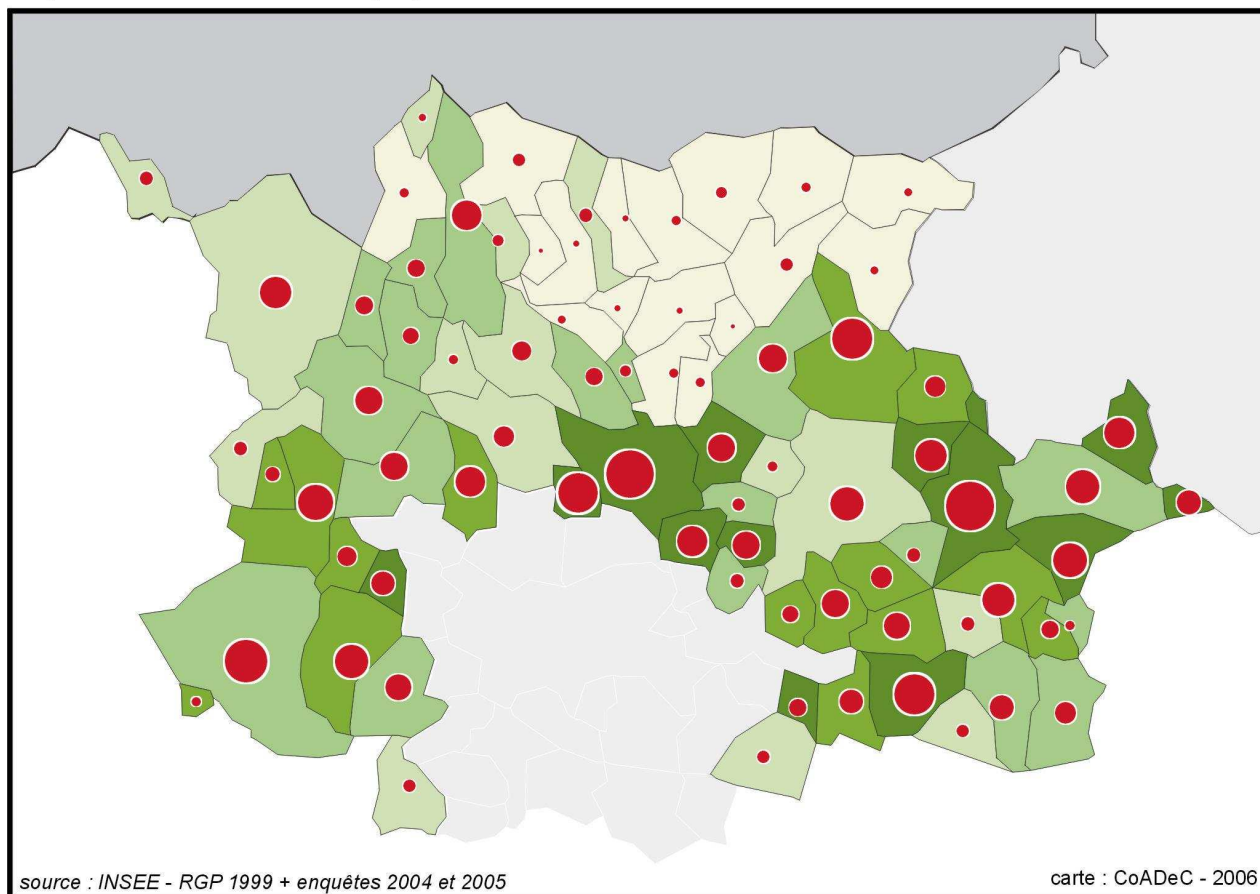 source : INSEE - RGP 1999 + enquêtes 2004 et 2005
carte : CoADeC - 2006